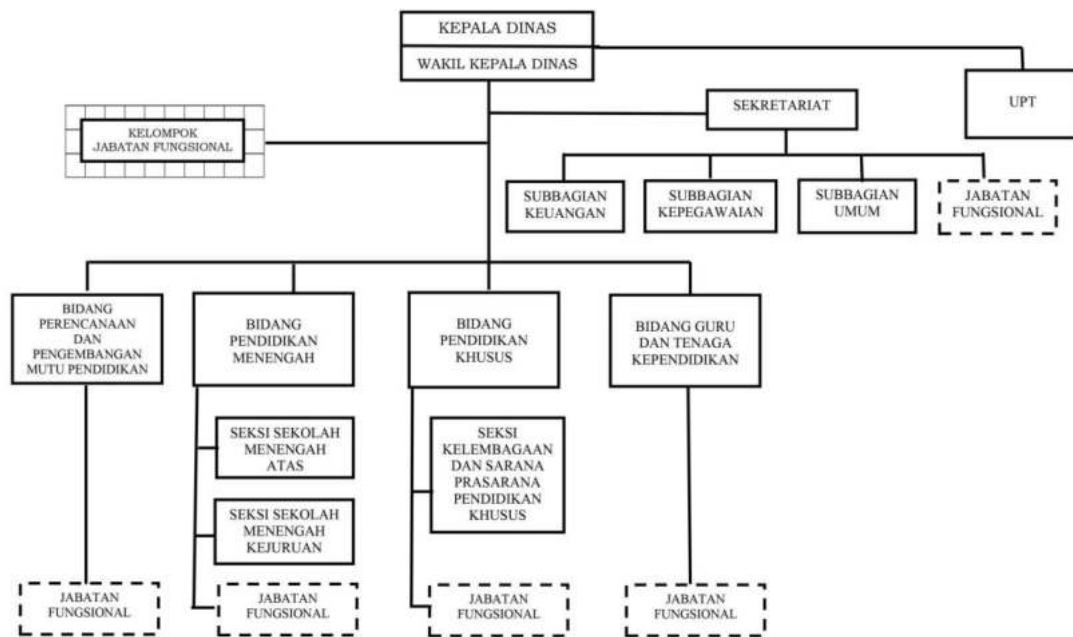 KEPALA DINAS
WAKIL KEPALA DINAS
UPT
SEKRETARIAT
KELOMPOK
JABATAN FUNGSIONAL
SUBBAGIAN
KEUANGAN
SUBBAGIAN
KEPEGAWAIAN
SUBBAGIAN
UMUM
JABATAN
FUNGSIONAL
BIDANG
PERENCANAAN
DAN
PENGEMBANGAN
MUTU PENDIDIKAN
BIDANG
PENDIDIKAN
MENENGAH
BIDANG
PENDIDIKAN
KHUSUS
BIDANG GURU
DAN TENAGA
KEPENDIDIKAN
SEKSI SEKOLAH
MENENGAH
ATAS
SEKSI SEKOLAH
MENENGAH
KEJURUAN
SEKSI
KELEMBAGAAN
DAN SARANA
PRASARANA
PENDIDIKAN
KHUSUS
JABATAN
FUNGSIONAL
JABATAN
FUNGSIONAL
JABATAN
FUNGSIONAL
JABATAN
FUNGSIONAL